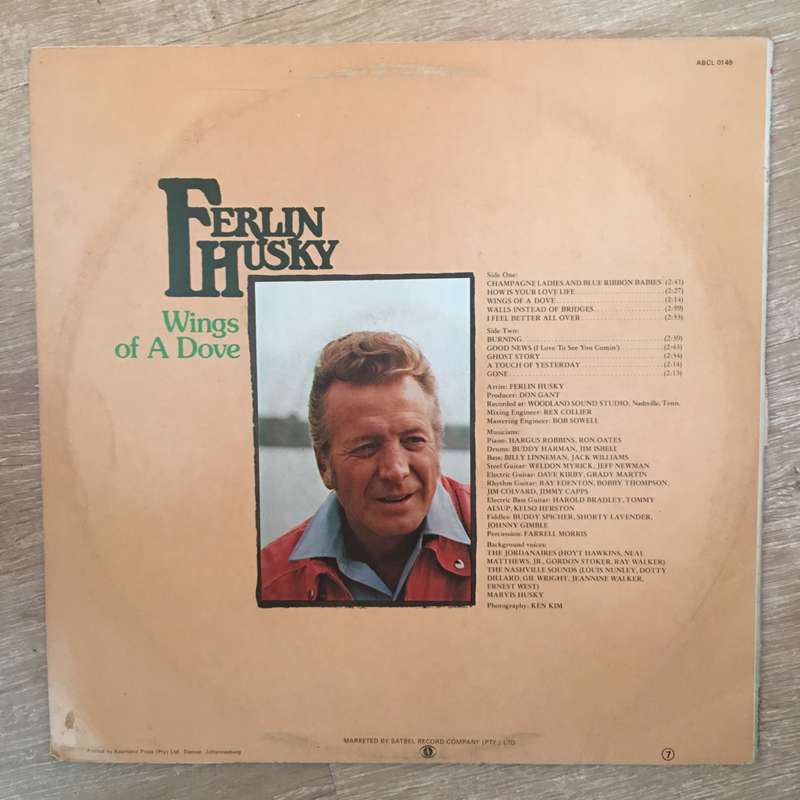 ABCL 0149
FERLIN
HUSKY
Wings
of A Dove
Side One:
CHAMPAGNE LADIES AND BLUE RIBBON BABIES (2:41)
HOW IS YOUR LOVE LIFE (2:27)
WINGS OF A DOVE (2:14)
WALLS INSTEAD OF BRIDGES (2:59)
I FEEL BETTER ALL OVER (2:33)
Side Two:
BURNING (2:39)
GOOD NEWS (I Love To See You Comin') (2:43)
GHOST STORY (2:34)
A TOUCH OF YESTERDAY (2:14)
GONE (2:13)
Artist: FERLIN HUSKY
Producer: DON GANT
Recorded at: WOODLAND SOUND STUDIO, Nashville, Tenn.
Mixing Engineer: REX COLLIER
Mastering Engineer: BOB SOWELL
Musicians:
Piano: HARGUS ROBBINS, RON OATES
Drums: BUDDY HARMAN, JIM ISBELL
Bass: BILLY LINNEMAN, JACK WILLIAMS
Steel Guitar: WELDON MYRICK, JEFF NEWMAN
Electric Guitar: DAVE KIRBY, GRADY MARTIN
Rhythm Guitar: RAY EDENTON, BOBBY THOMPSON,
JIM COLVARD, JIMMY CAPPS
Electric Bass Guitar: HAROLD BRADLEY, TOMMY
ALSUP, KELSO HERSTON
Fiddles: BUDDY SPICHER, SHORTY LAVENDER,
JOHNNY GIMBLE
Percussion: FARRELL MORRIS
Background voices:
THE JORDANAIRES (HOYT HAWKINS, NEAL
MATTHEWS, JR., GORDON STOKER, RAY WALKER)
THE NASHVILLE SOUNDS (LOUIS NUNLEY, DOTTY
DILLARD, GIL WRIGHT, JEANNINE WALKER,
ERNEST WEST)
MARVIS HUSKY
Photography: KEN KIM
MARKETED BY SATBEL RECORD COMPANY (PTY.) LTD.
Printed by Press (Pty) Ltd. Johannesburg
7